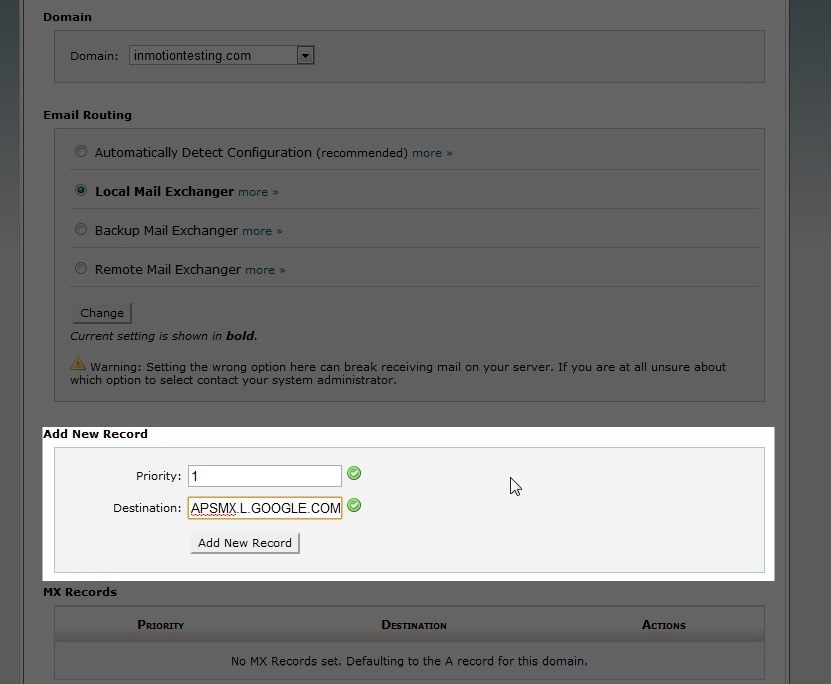 Domain
Domain: inmotiontesting.com
Email Routing
Automatically Detect Configuration (recommended) more »
Local Mail Exchanger more »
Backup Mail Exchanger more »
Remote Mail Exchanger more »
Change
Current setting is shown in bold.
Warning: Setting the wrong option here can break receiving mail on your server. If you are at all unsure about
which option to select contact your system administrator.
Add New Record
Priority: 1
Destination: APSMX.L.GOOGLE.COM
Add New Record
MX Records
Priority Destination Actions
No MX Records set. Defaulting to the A record for this domain.